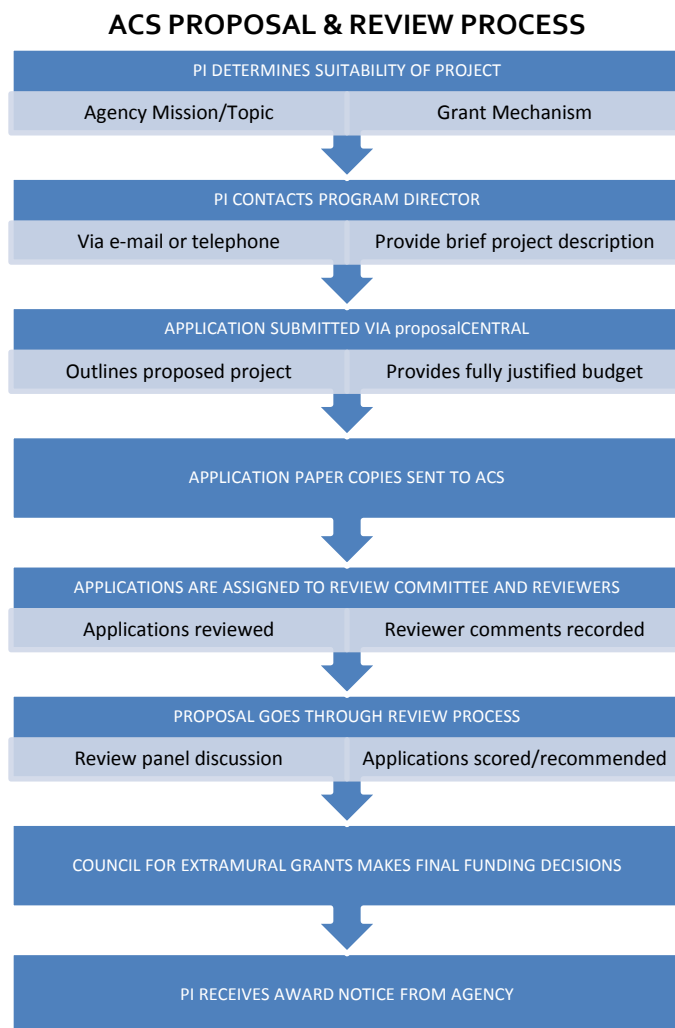 ACS PROPOSAL & REVIEW PROCESS
PI DETERMINES SUITABILITY OF PROJECT
Agency Mission/Topic
Grant Mechanism
PI CONTACTS PROGRAM DIRECTOR
Via e-mail or telephone
Provide brief project description
APPLICATION SUBMITTED VIA proposalCENTRAL
Outlines proposed project
Provides fully justified budget
APPLICATION PAPER COPIES SENT TO ACS
APPLICATIONS ARE ASSIGNED TO REVIEW COMMITTEE AND REVIEWERS
Applications reviewed
Reviewer comments recorded
PROPOSAL GOES THROUGH REVIEW PROCESS
Review panel discussion
Applications scored/recommended
COUNCIL FOR EXTRAMURAL GRANTS MAKES FINAL FUNDING DECISIONS
PI RECEIVES AWARD NOTICE FROM AGENCY